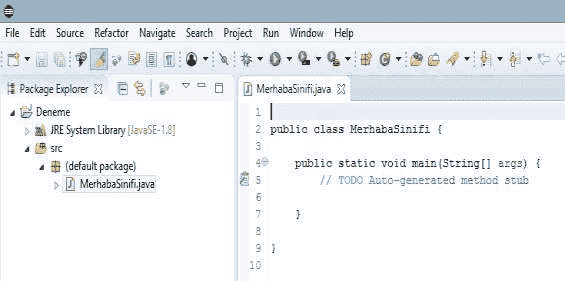 File Edit Source Refactor Navigate Search Project Run Window Help
Package Explorer
Deneme
JRE System Library [JavaSE-1.8]
src
(default package)
MerhabaSinifi.java
MerhabaSinifi.java
1
2 public class MerhabaSinifi {
3
4 public static void main(String[] args) {
5 // TODO Auto-generated method stub
6
7 }
8
9 }
10